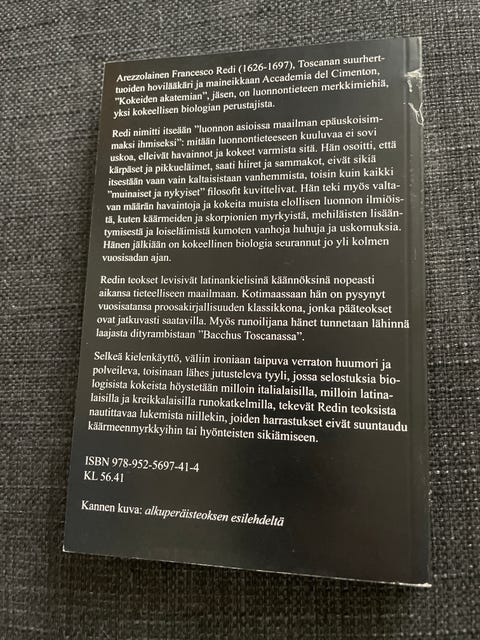 Arezzolainen Francesco Redi (1626-1697), Toscanan suurhert-
tuoiden hovilääkäri ja maineikkaan Accademia del Cimenton,
"Kokeiden akatemian", jäsen, on luonnontieteen merkkimiehiä,
yksi kokeellisen biologian perustajista.
Redi nimitti itseään "luonnon asioissa maailman epäuskoisim-
maksi ihmiseksi": mitään luonnontieteeseen kuuluvaa ei sovi
uskoa, elleivät havainnot ja kokeet varmista sitä. Hän osoitti, että
kärpäset ja pikkueläimet, saati hiiret ja sammakot, eivät sikiä
itsestään vaan vain kaltaisistaan vanhemmista, toisin kuin kaikki
"muinaiset ja nykyiset" filosofit kuvittelivat. Hän teki myös valta-
van määrän havaintoja ja kokeita muista elollisen luonnon ilmiöis-
tä, kuten käärmeiden ja skorpionien myrkyistä, mehiläisten lisään-
tymisestä ja loiseläimistä kumoten vanhoja huhuja ja uskomuksia.
Hänen jälkiään on kokeellinen biologia seurannut jo yli kolmen
vuosisadan ajan.
Redin teokset levisivät latinankielisinä käännöksinä nopeasti
aikansa tieteelliseen maailmaan. Kotimaassaan hän on pysynyt
vuosisatansa proosakirjallisuuden klassikkona, jonka pääteokset
ovat jatkuvasti saatavilla. Myös runoilijana hänet tunnetaan lähinnä
laajasta dityrambistaan "Bacchus Toscanassa".
Selkeä kielenkäyttö, väliin ironiaan taipuva verraton huumori ja
polveileva, toisinaan lähes jutusteleva tyyli, jossa selostuksia bio-
logisista kokeista höystetään milloin italialaisilla, milloin latina-
laisilla ja kreikkalaisilla runokatkelmilla, tekevät Redin teoksista
nautittavaa lukemista niillekin, joiden harrastukset eivät suuntaudu
käärmeenmyrkkyihin tai hyönteisten sikiämiseen.
ISBN 978-952-5697-41-4
KL 56.41
Kannen kuva: alkuperäisteoksen esilehdeltä